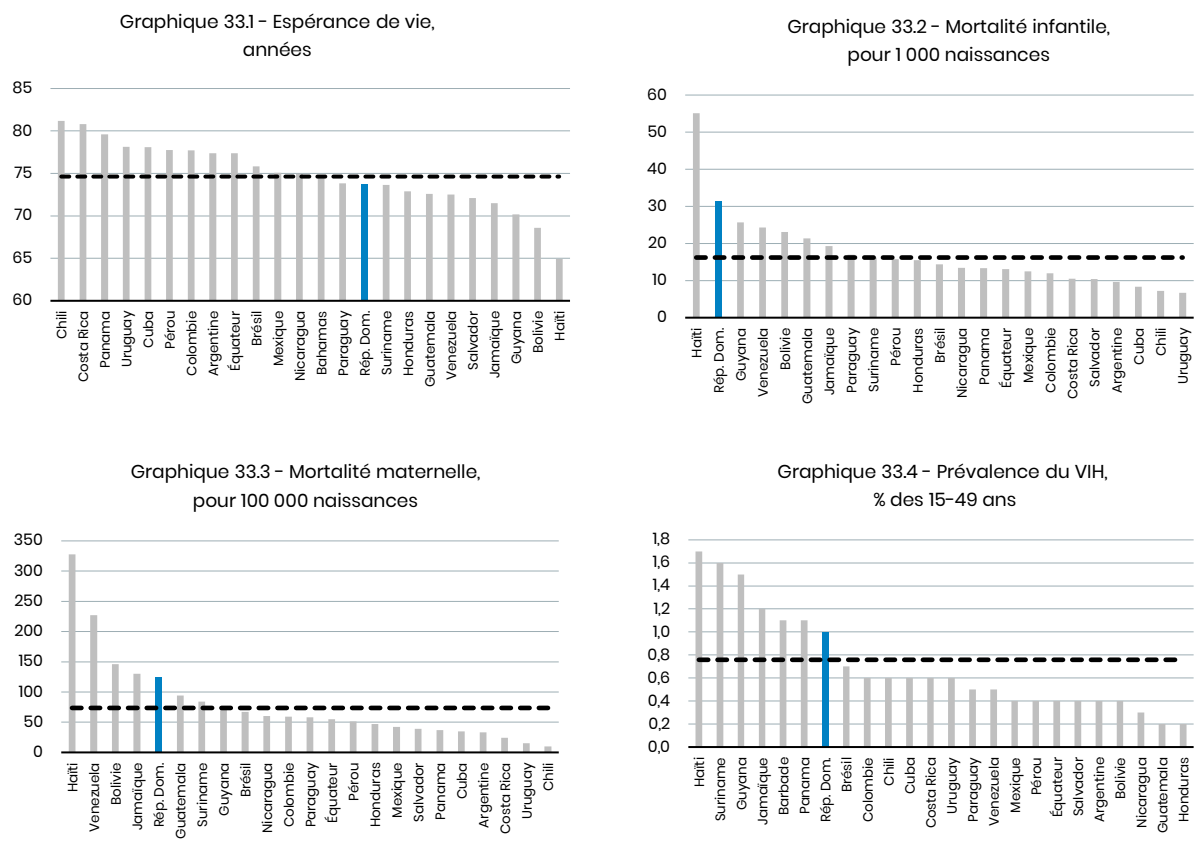 Graphique 33.1 - Espérance de vie,
années
85
80
75
70
65
60
Chili
Costa Rica
Panama
Uruguay
Cuba
Pérou
Colombie
Argentine
Équateur
Brésil
Mexique
Nicaragua
Bahamas
Paraguay
Rép. Dom.
Suriname
Honduras
Guatemala
Venezuela
Salvador
Jamaïque
Guyana
Bolivie
Haïti
Graphique 33.2 - Mortalité infantile,
pour 1 000 naissances
60
50
40
30
20
10
0
Haïti
Rép. Dom.
Guyana
Venezuela
Bolivie
Guatemala
Jamaïque
Paraguay
Suriname
Pérou
Honduras
Brésil
Nicaragua
Panama
Équateur
Mexique
Colombie
Costa Rica
Salvador
Argentine
Cuba
Chili
Uruguay
Graphique 33.3 - Mortalité maternelle,
pour 100 000 naissances
350
300
250
200
150
100
50
0
Haïti
Venezuela
Bolivie
Jamaïque
Rép. Dom.
Guatemala
Suriname
Guyana
Brésil
Nicaragua
Colombie
Paraguay
Équateur
Pérou
Honduras
Mexique
Salvador
Panama
Cuba
Argentine
Costa Rica
Uruguay
Chili
Graphique 33.4 - Prévalence du VIH,
% des 15-49 ans
1,8
1,6
1,4
1,2
1,0
0,8
0,6
0,4
0,2
0,0
Haïti
Suriname
Guyana
Jamaïque
Barbade
Panama
Rép. Dom.
Brésil
Colombie
Chili
Cuba
Costa Rica
Uruguay
Paraguay
Venezuela
Mexique
Pérou
Équateur
Salvador
Argentine
Bolivie
Nicaragua
Guatemala
Honduras